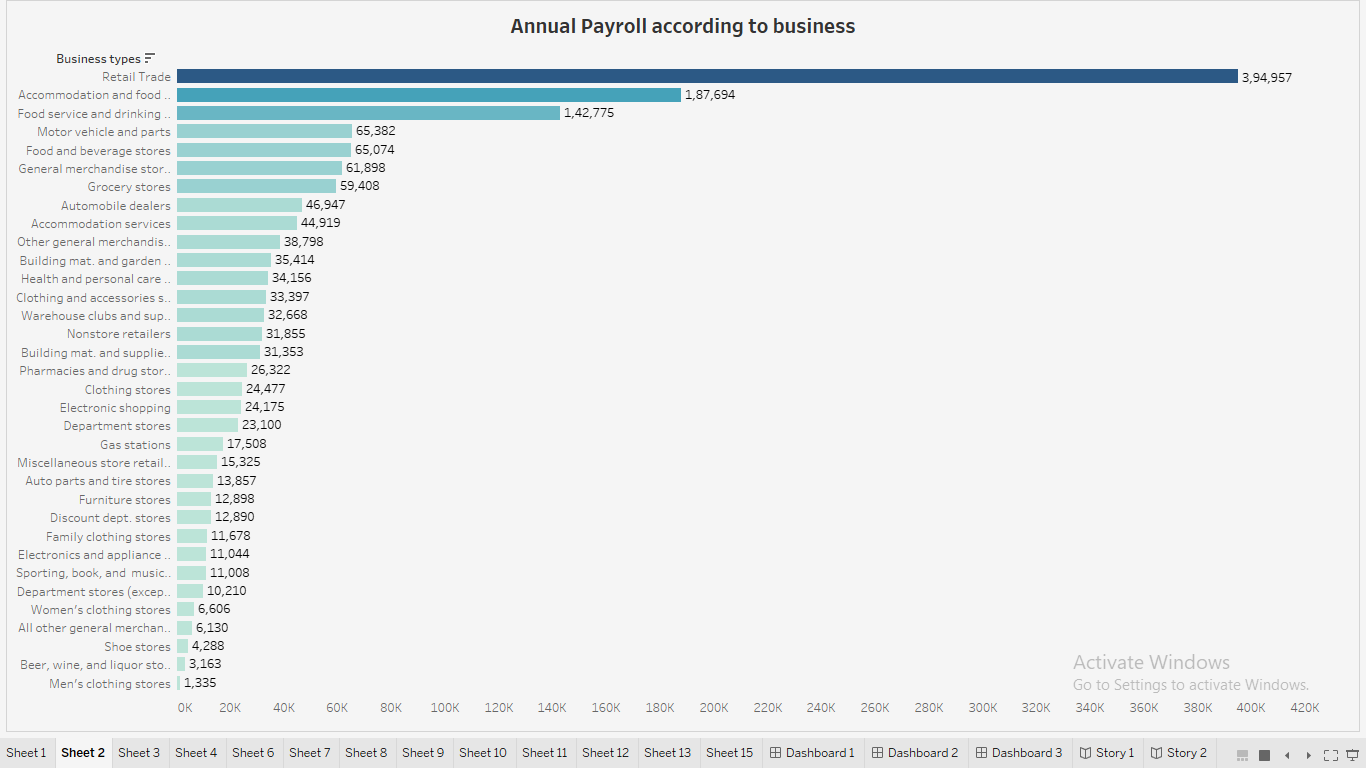 Annual Payroll according to business
Business types
Retail Trade 3,94,957
Accommodation and food .. 1,87,694
Food service and drinking .. 1,42,775
Motor vehicle and parts 65,382
Food and beverage stores 65,074
General merchandise stor.. 61,898
Grocery stores 59,408
Automobile dealers 46,947
Accommodation services 44,919
Other general merchandis.. 38,798
Building mat. and garden .. 35,414
Health and personal care .. 34,156
Clothing and accessories s.. 33,397
Warehouse clubs and sup.. 32,668
Nonstore retailers 31,855
Building mat. and supplie.. 31,353
Pharmacies and drug stor.. 26,322
Clothing stores 24,477
Electronic shopping 24,175
Department stores 23,100
Gas stations 17,508
Miscellaneous store retail.. 15,325
Auto parts and tire stores 13,857
Furniture stores 12,898
Discount dept. stores 12,890
Family clothing stores 11,678
Electronics and appliance .. 11,044
Sporting, book, and music.. 11,008
Department stores (excep.. 10,210
Women's clothing stores 6,606
All other general merchan.. 6,130
Shoe stores 4,288
Beer, wine, and liquor sto.. 3,163
Men's clothing stores 1,335
0K 20K 40K 60K 80K 100K 120K 140K 160K 180K 200K 220K 240K 260K 280K 300K 320K 340K 360K 380K 400K 420K
Activate Windows
Go to Settings to activate Windows.
Sheet 1 Sheet 2 Sheet 3 Sheet 4 Sheet 6 Sheet 7 Sheet 8 Sheet 9 Sheet 10 Sheet 11 Sheet 12 Sheet 13 Sheet 15 Dashboard 1 Dashboard 2 Dashboard 3 Story 1 Story 2